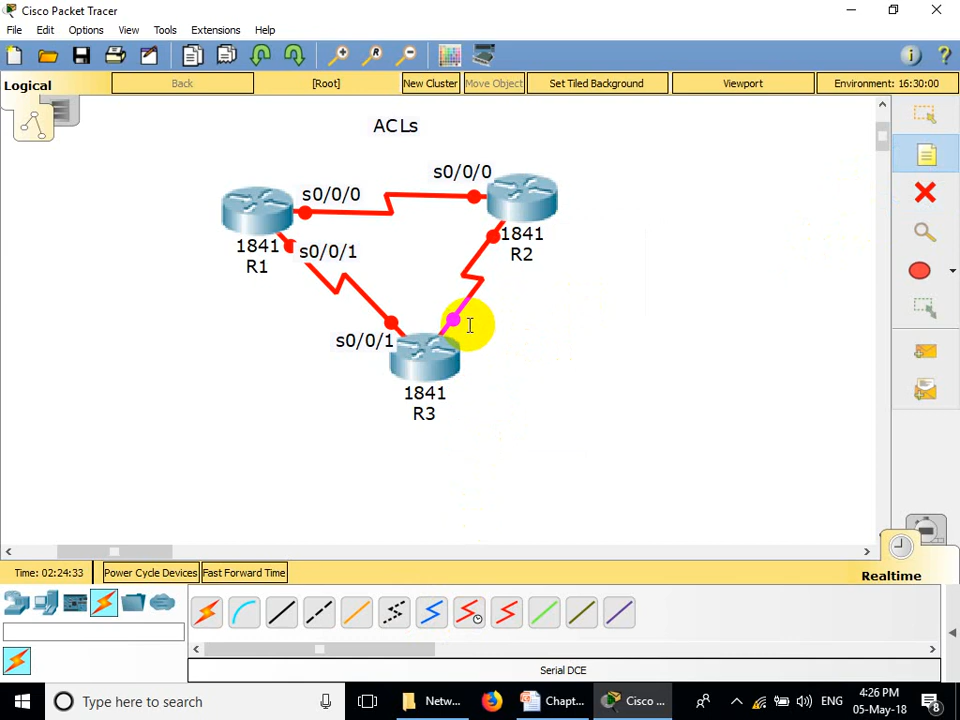 Cisco Packet Tracer
File Edit Options View Tools Extensions Help
Logical
Back
[Root]
New Cluster
Move Object
Set Tiled Background
Viewport
Environment: 16:30:00
ACLs
s0/0/0
s0/0/0
1841
R1
s0/0/1
1841
R2
s0/0/1
1841
R3
Time: 02:24:33
Power Cycle Devices
Fast Forward Time
Realtime
Serial DCE
Type here to search
Netw...
Chapt...
Cisco ...
ENG
4:26 PM
05-May-18
8